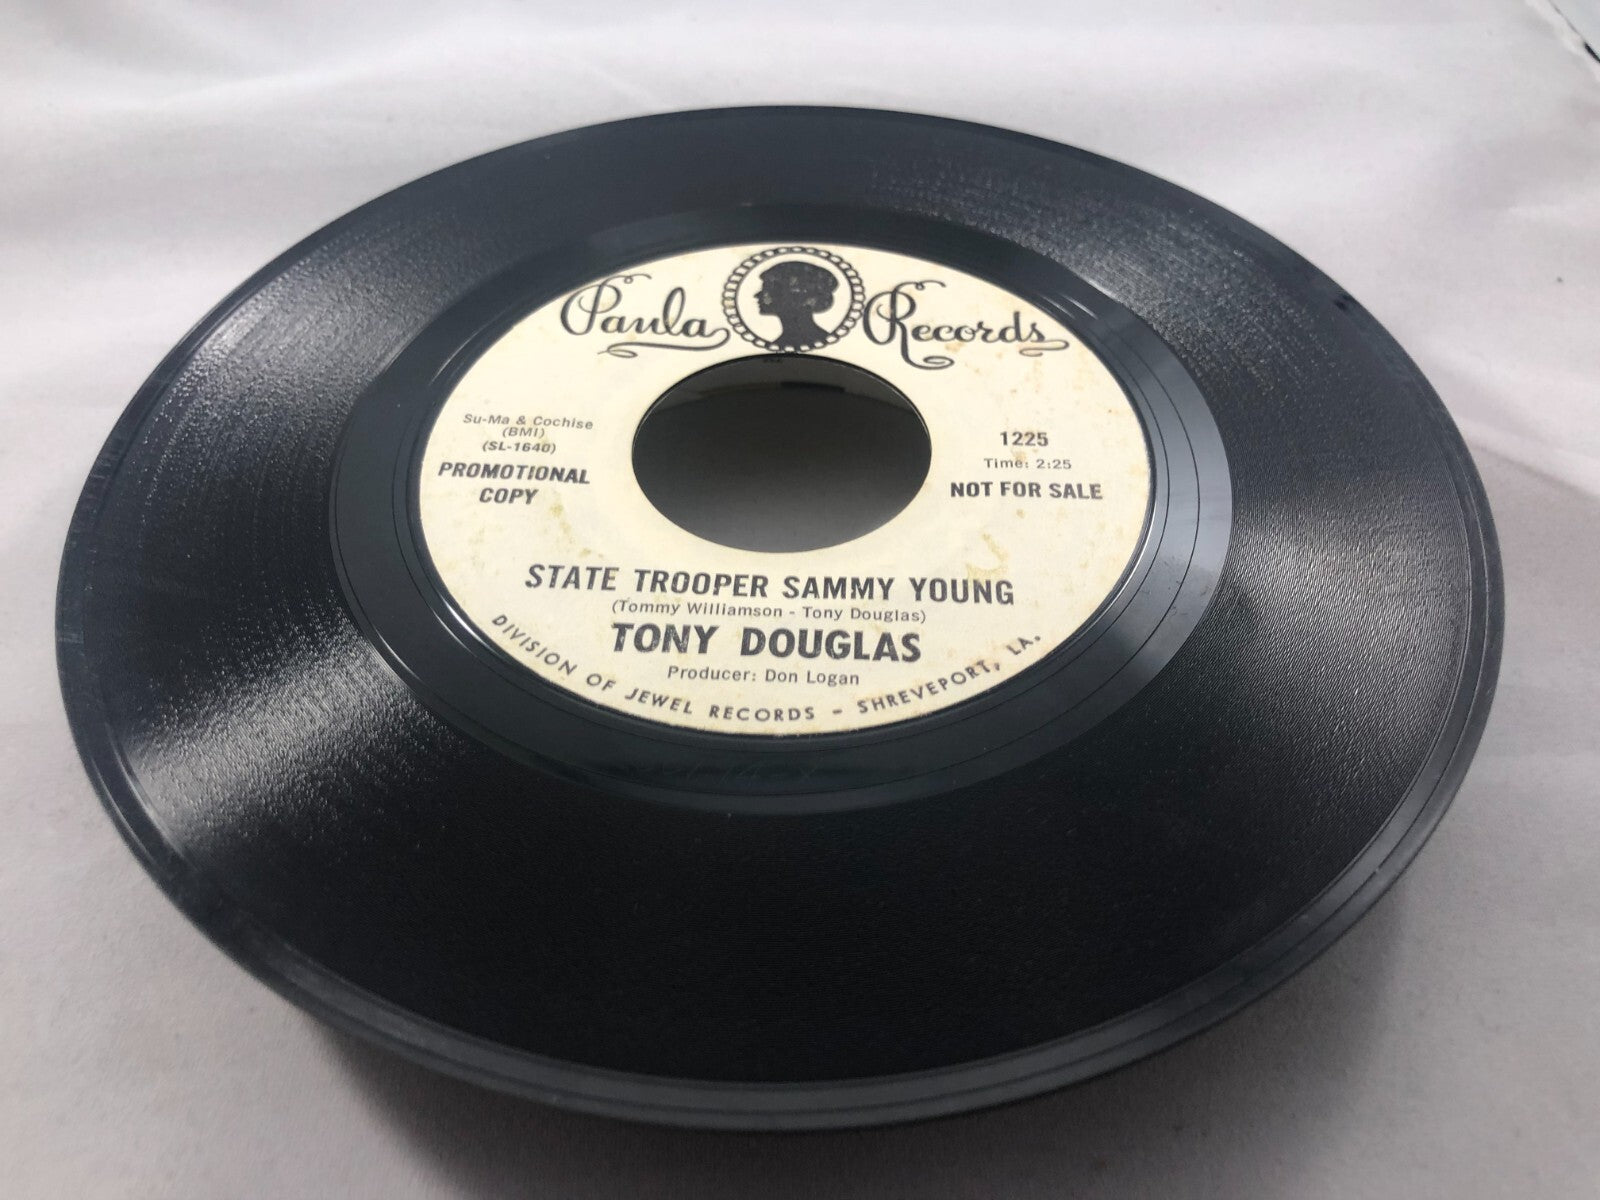 Paula Records
Su-Ma & Cochise
(BMI)
(SL-1640)
PROMOTIONAL
COPY
1225
Time: 2:25
NOT FOR SALE
STATE TROOPER SAMMY YOUNG
(Tommy Williamson - Tony Douglas)
TONY DOUGLAS
Producer: Don Logan
DIVISION OF JEWEL RECORDS - SHREVEPORT, LA.